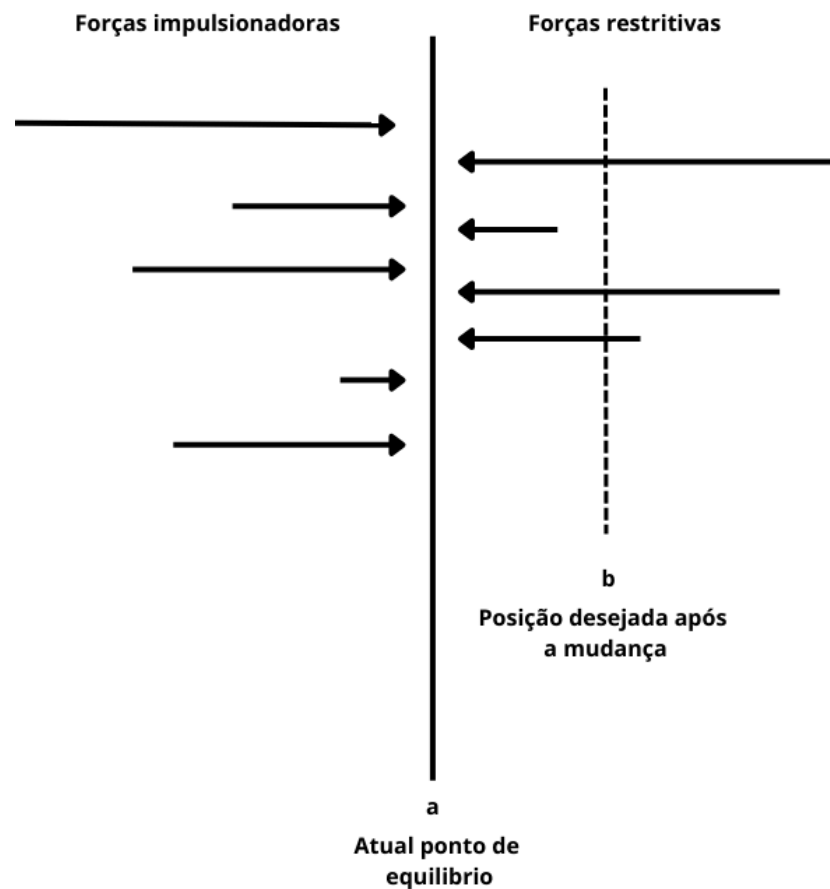 Forças impulsionadoras
Forças restritivas
b
Posição desejada após
a mudança
a
Atual ponto de
equilibrio